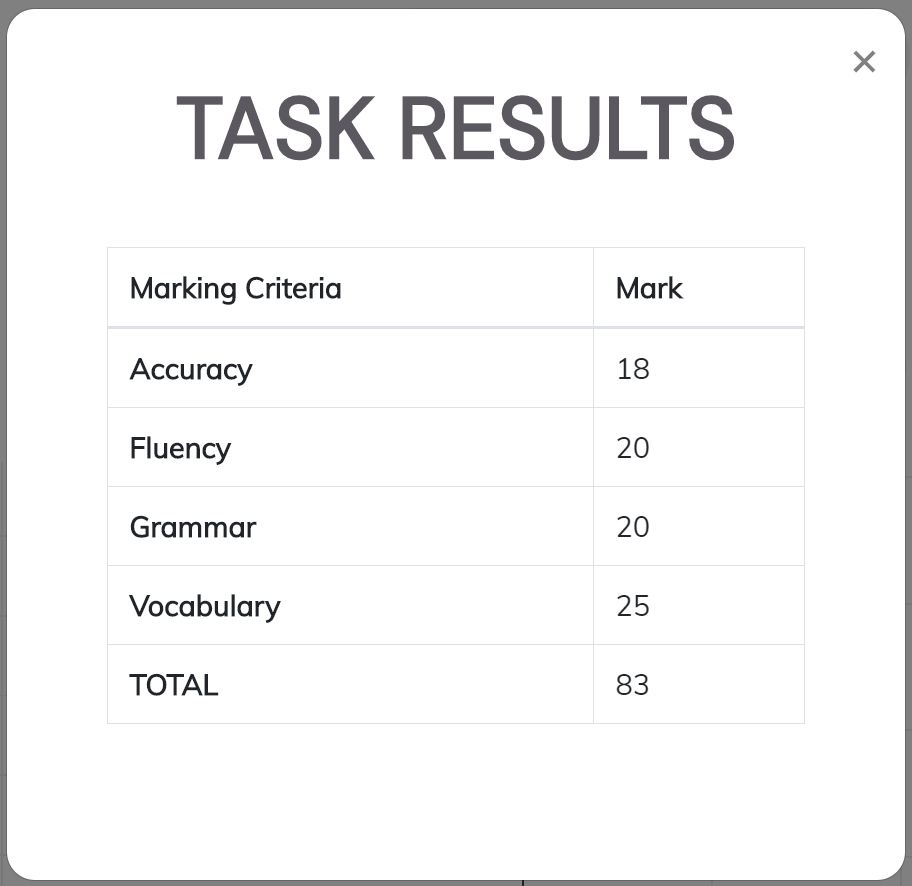 TASK RESULTS
Marking Criteria Mark
Accuracy 18
Fluency 20
Grammar 20
Vocabulary 25
TOTAL 83